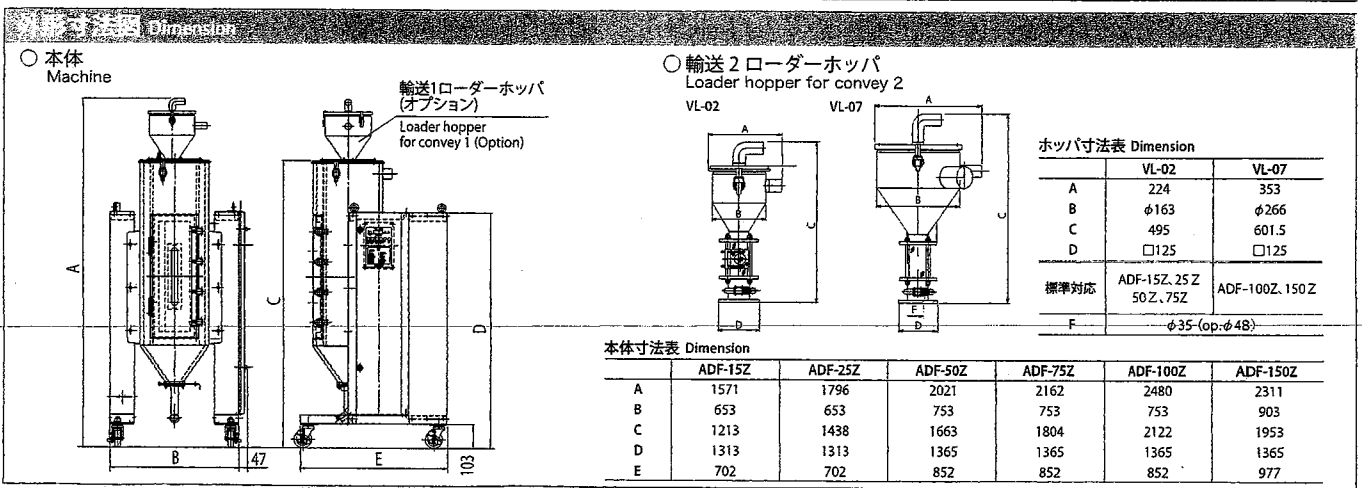 外形寸法図 Dimension
○ 本体
Machine
輸送1ローダーホッパ
(オプション)
Loader hopper
for convey 1 (Option)
A
C
D
B
47
E
103
○ 輸送2ローダーホッパ
Loader hopper for convey 2
VL-02
VL-07
A
B
C
D
A
B
C
F
D
ホッパ寸法表 Dimension
VL-02 VL-07
A 224 353
B φ163 φ266
C 495 601.5
D □125 □125
標準対応 ADF-15Z、25Z 50Z、75Z ADF-100Z、150Z
F φ35 (op.φ48)
本体寸法表 Dimension
ADF-15Z ADF-25Z ADF-50Z ADF-75Z ADF-100Z ADF-150Z
A 1571 1796 2021 2162 2480 2311
B 653 653 753 753 753 903
C 1213 1438 1663 1804 2122 1953
D 1313 1313 1365 1365 1365 1365
E 702 702 852 852 852 977